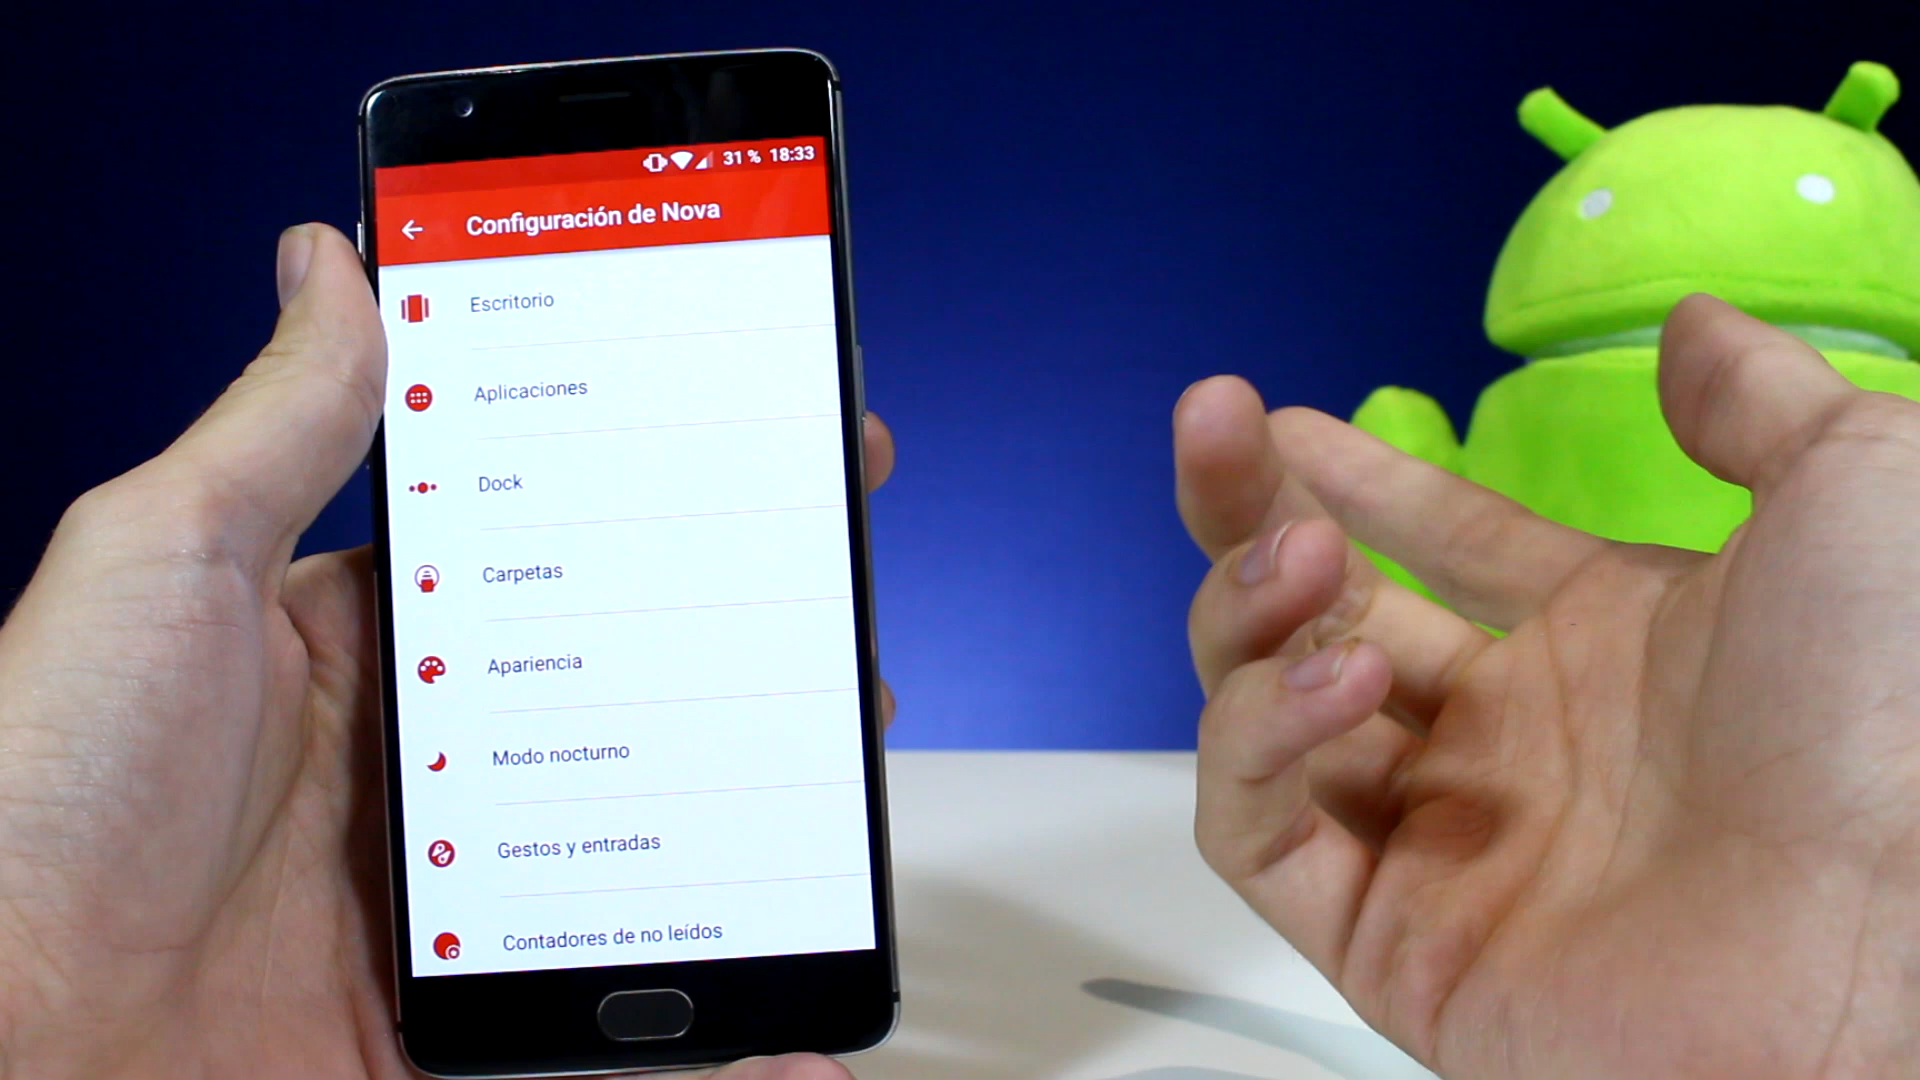 31 % 18:33
Configuración de Nova
Escritorio
Aplicaciones
Dock
Carpetas
Apariencia
Modo nocturno
Gestos y entradas
Contadores de no leídos